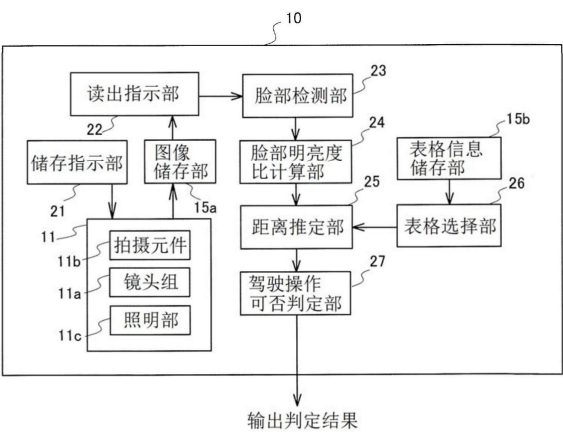 10
读出指示部
22
脸部检测部
23
储存指示部
21
图像
储存部
15a
脸部明亮度
比计算部
24
表格信息
储存部
15b
11
拍摄元件
11b
镜头组
11a
照明部
11c
距离推定部
25
表格选择部
26
驾驶操作
可否判定部
27
输出判定结果